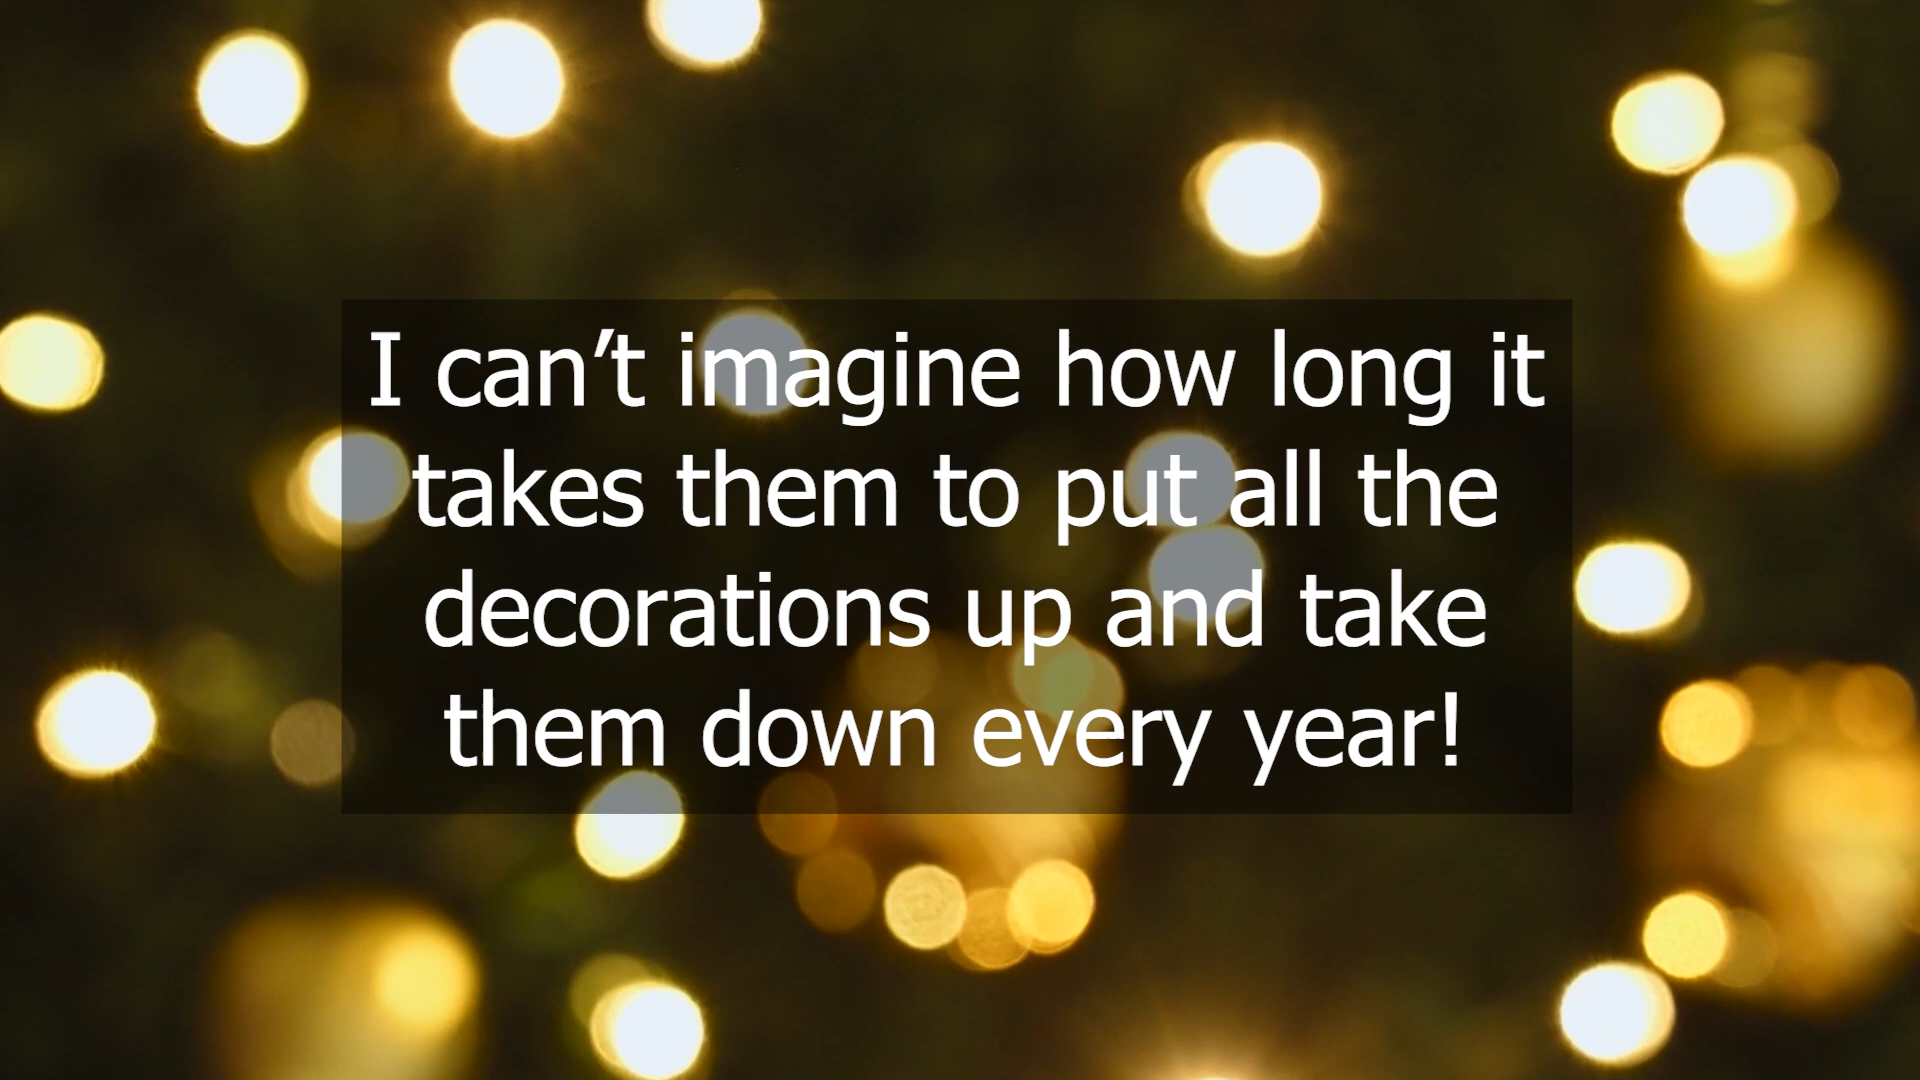 I can’t imagine how long it
takes them to put all the
decorations up and take
them down every year!